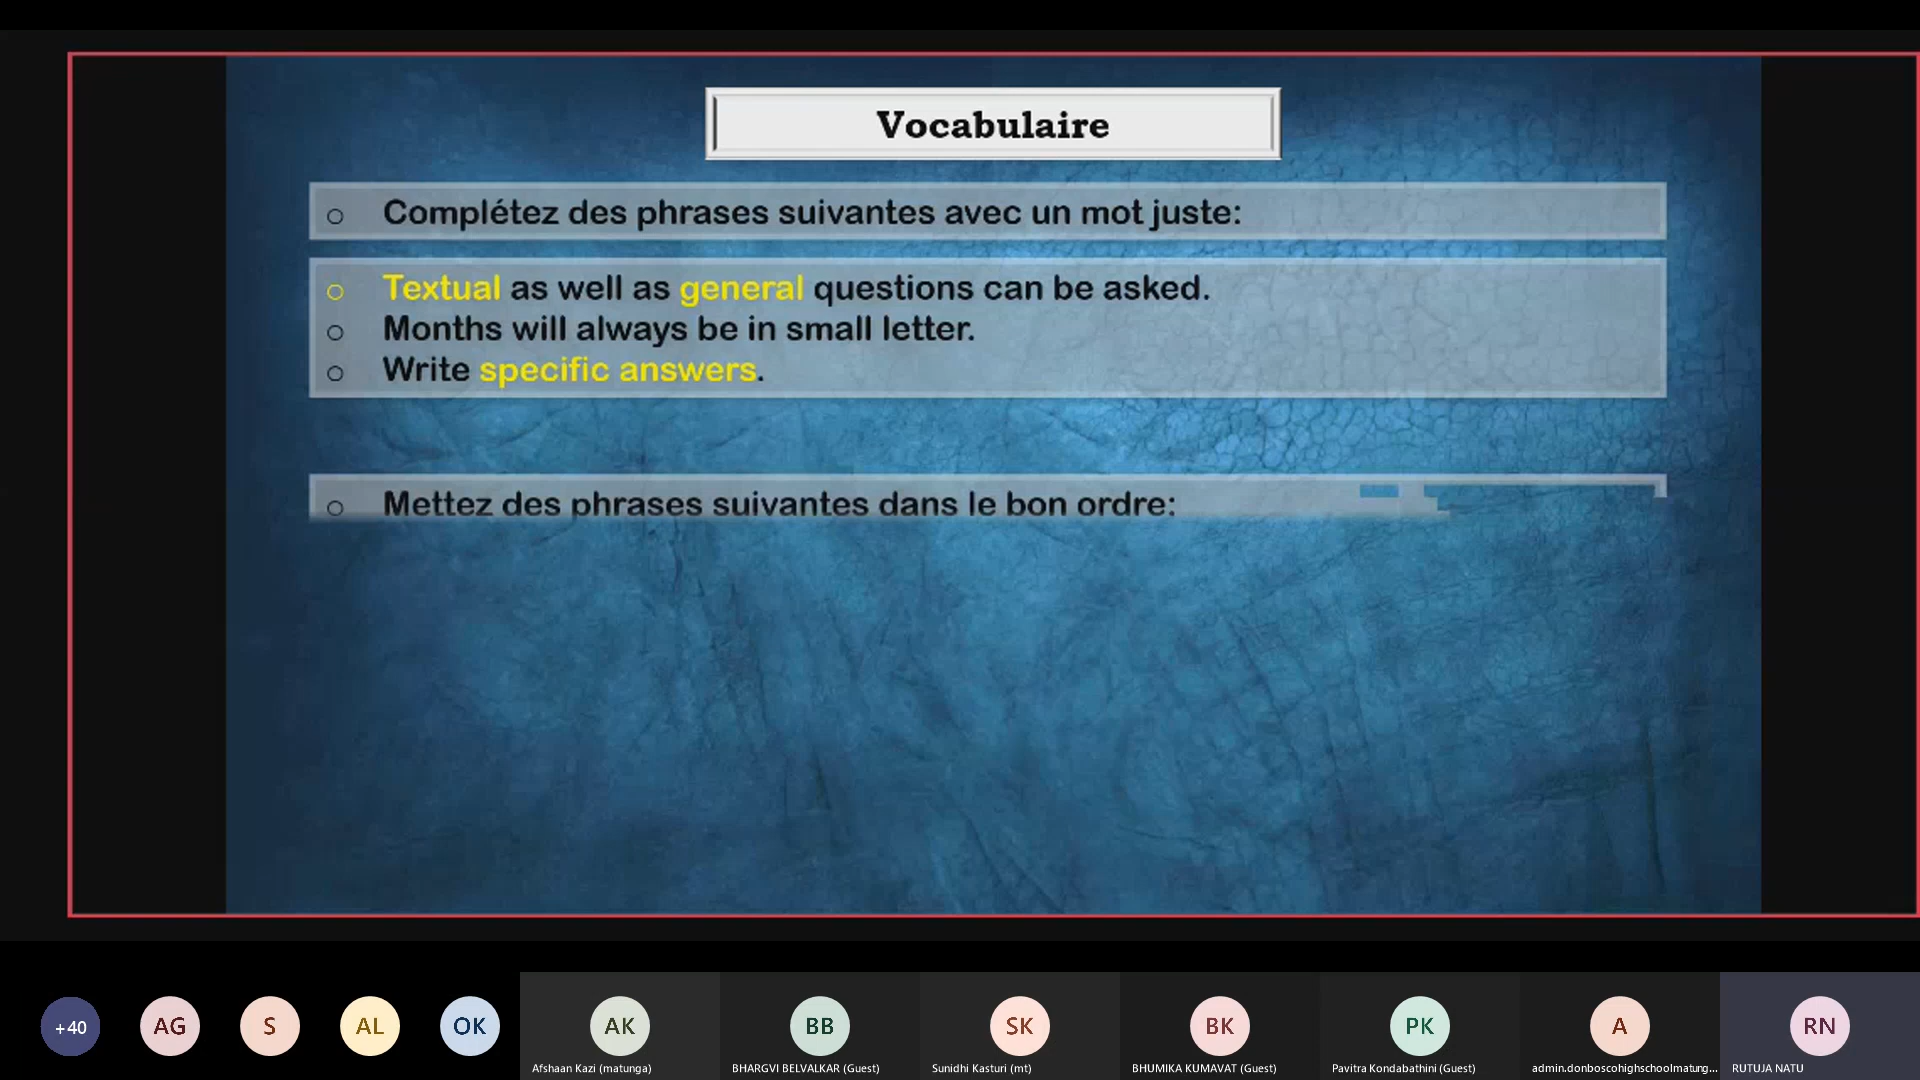 Vocabulaire
o Complétez des phrases suivantes avec un mot juste:
o Textual as well as general questions can be asked.
o Months will always be in small letter.
o Write specific answers.
o Mettez des phrases suivantes dans le bon ordre:
+40 AG S AL OK AK BB SK BK PK A RN
Afshaan Kazi (matunga) BHARGVI BELVALKAR (Guest) Sunidhi Kasturi (mt) BHUMIKA KUMAVAT (Guest) Pavitra Kondabathini (Guest) admin.donboscohighschoolmatung... RUTUJA NATU